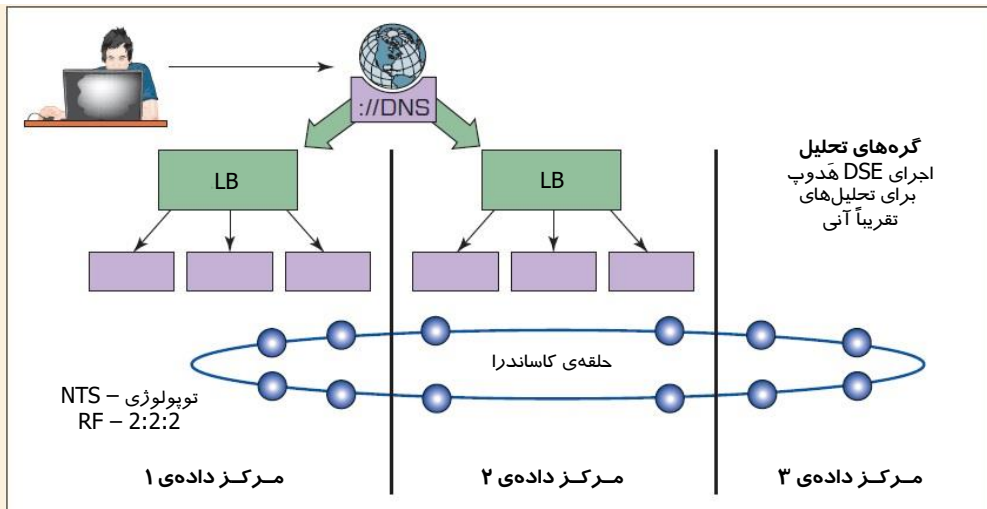 ://DNS
LB
LB
گره‌های تحلیل
اجرای DSE هَدوپ
برای تحلیل‌های
تقریباً آنی
حلقه‌ی کاساندرا
توپولوژی – NTS
RF – 2:2:2
مـرکـز داده‌ی ۱
مـرکـز داده‌ی ۲
مـرکـز داده‌ی ۳